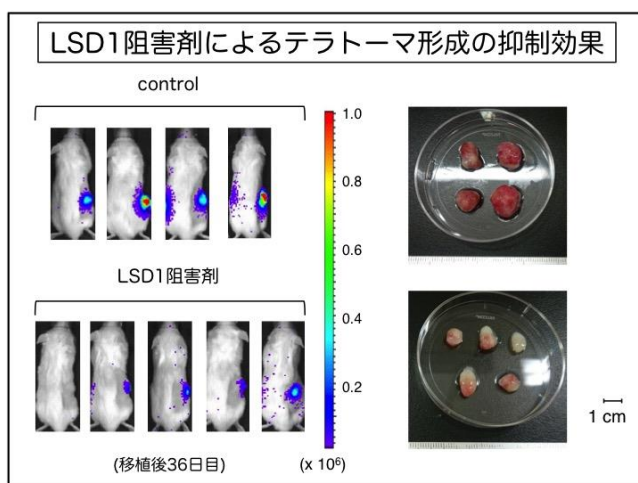 LSD1阻害剤によるテラトーマ形成の抑制効果
control
1.0
0.8
0.6
0.4
0.2
LSD1阻害剤
(移植後36日目)
(x 10⁶)
1 cm